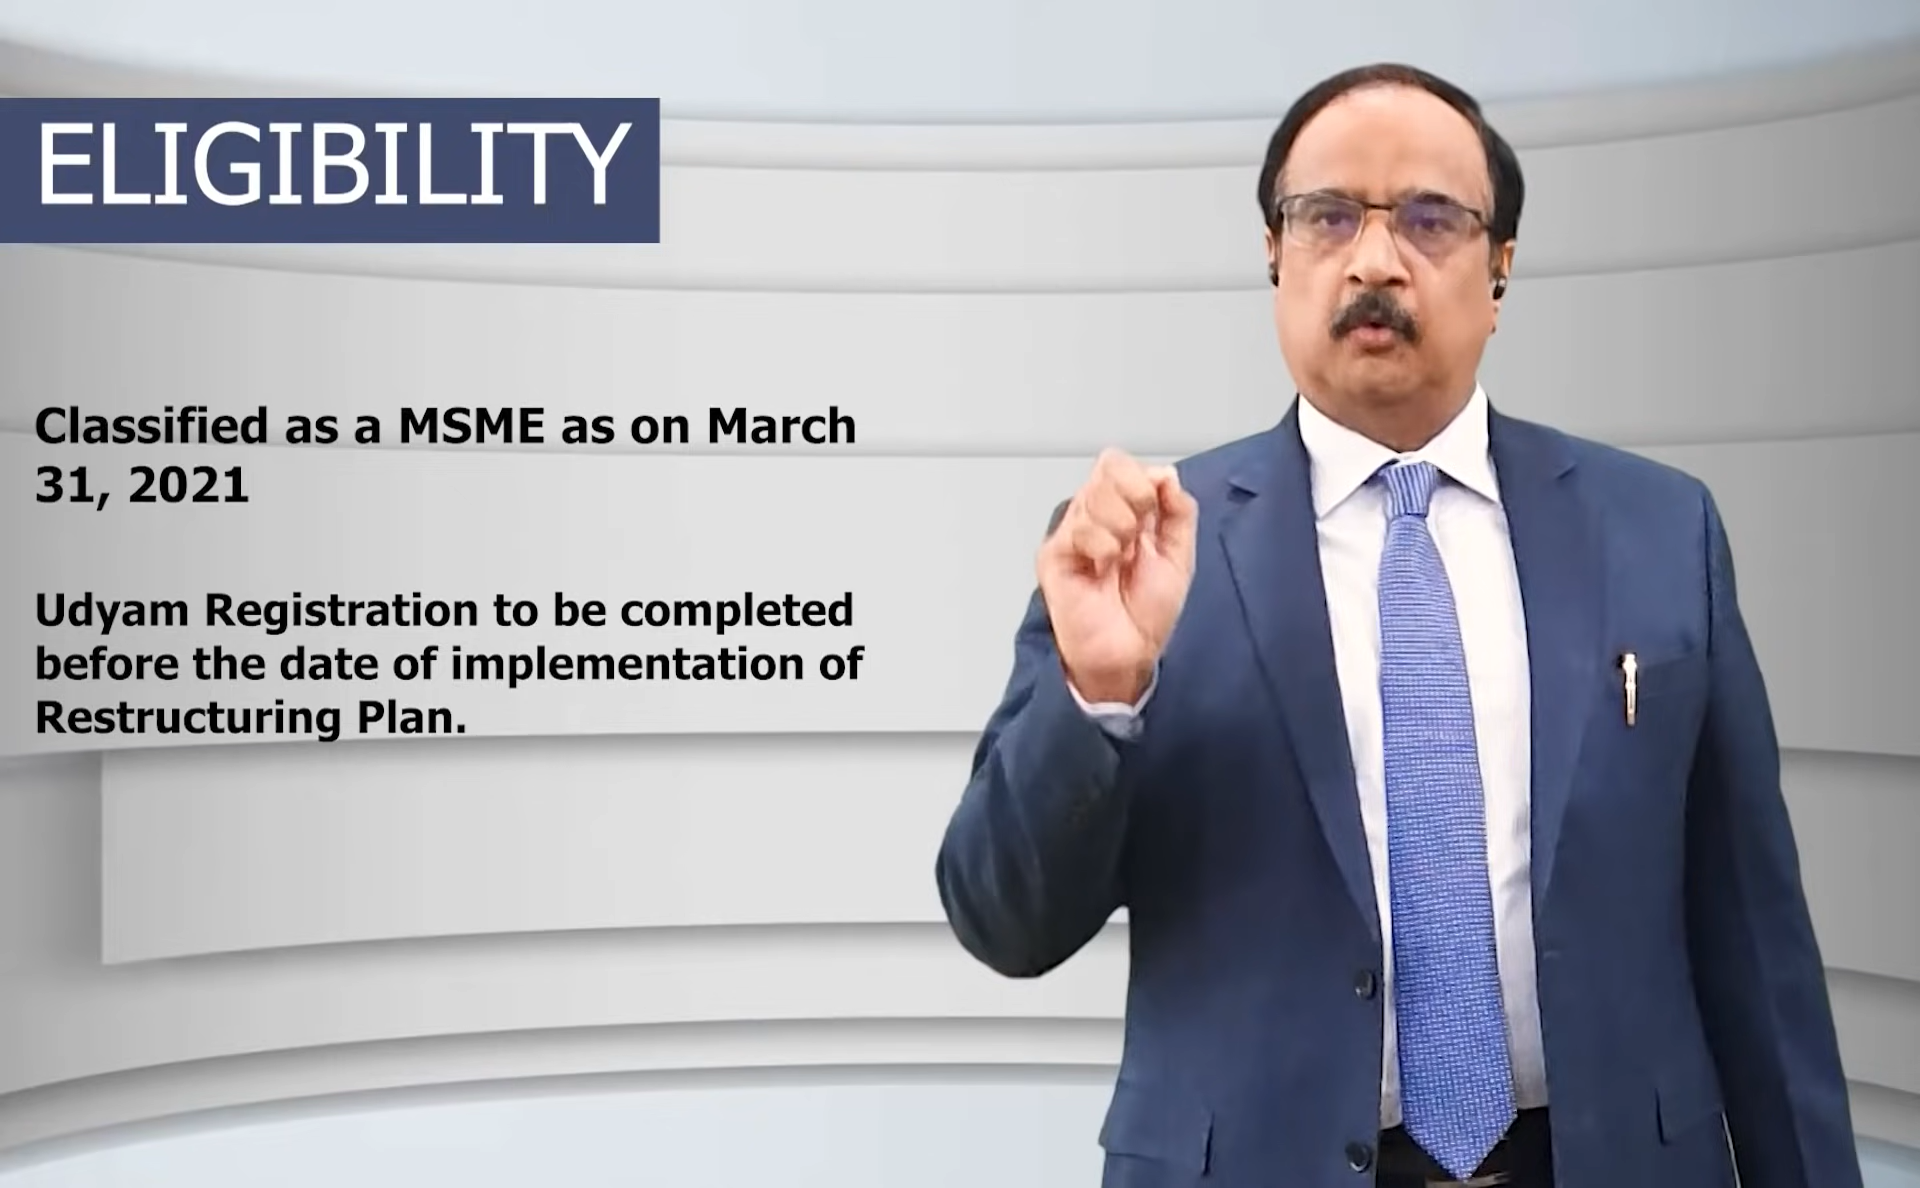 ELIGIBILITY
Classified as a MSME as on March
31, 2021
Udyam Registration to be completed
before the date of implementation of
Restructuring Plan.